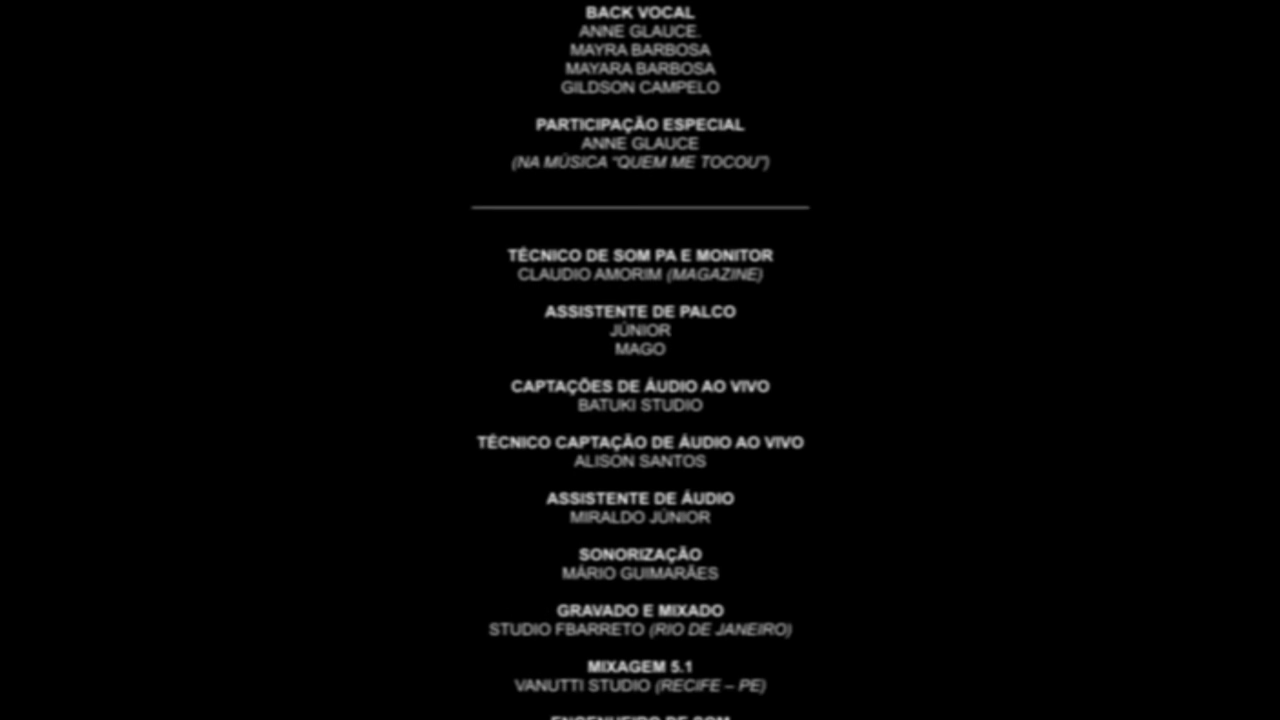 BACK VOCAL
ANNE GLAUCE.
MAYRA BARBOSA
MAYARA BARBOSA
GILDSON CAMPELO
PARTICIPAÇÃO ESPECIAL
ANNE GLAUCE
(NA MÚSICA "QUEM ME TOCOU")
TÉCNICO DE SOM PA E MONITOR
CLAUDIO AMORIM (MAGAZINE)
ASSISTENTE DE PALCO
JÚNIOR
MAGO
CAPTAÇÕES DE ÁUDIO AO VIVO
BATUKI STUDIO
TÉCNICO CAPTAÇÃO DE ÁUDIO AO VIVO
ALISON SANTOS
ASSISTENTE DE ÁUDIO
MIRALDO JÚNIOR
SONORIZAÇÃO
MÁRIO GUIMARÃES
GRAVADO E MIXADO
STUDIO FBARRETO (RIO DE JANEIRO)
MIXAGEM 5.1
VANUTTI STUDIO (RECIFE – PE)
ENGENHEIRO DE SOM